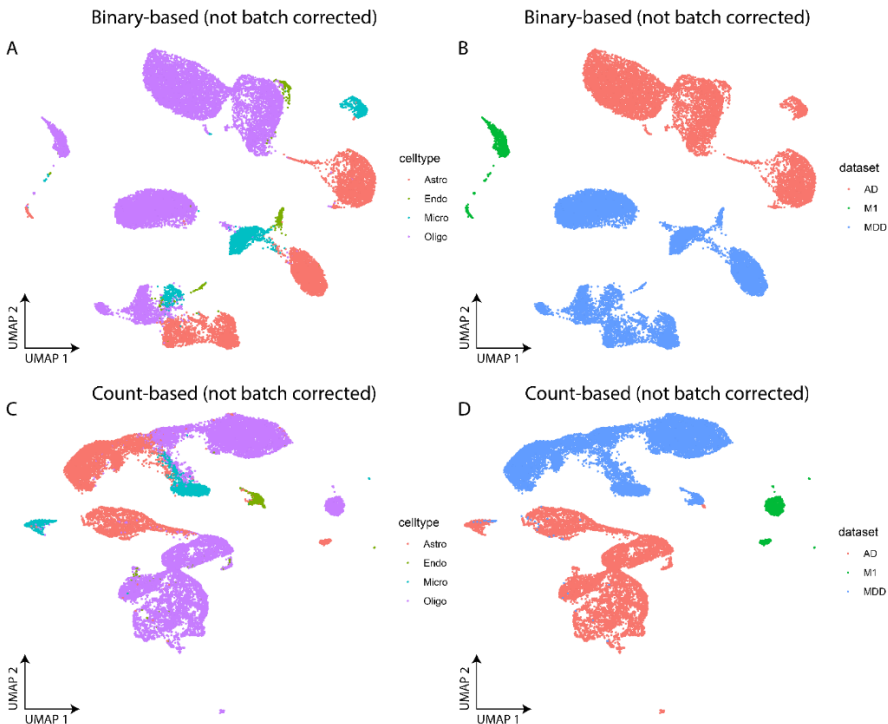 Binary-based (not batch corrected)
A
celltype
Astro
Endo
Micro
Oligo
UMAP 2
UMAP 1
Binary-based (not batch corrected)
B
dataset
AD
M1
MDD
UMAP 2
UMAP 1
Count-based (not batch corrected)
C
celltype
Astro
Endo
Micro
Oligo
UMAP 2
UMAP 1
Count-based (not batch corrected)
D
dataset
AD
M1
MDD
UMAP 2
UMAP 1